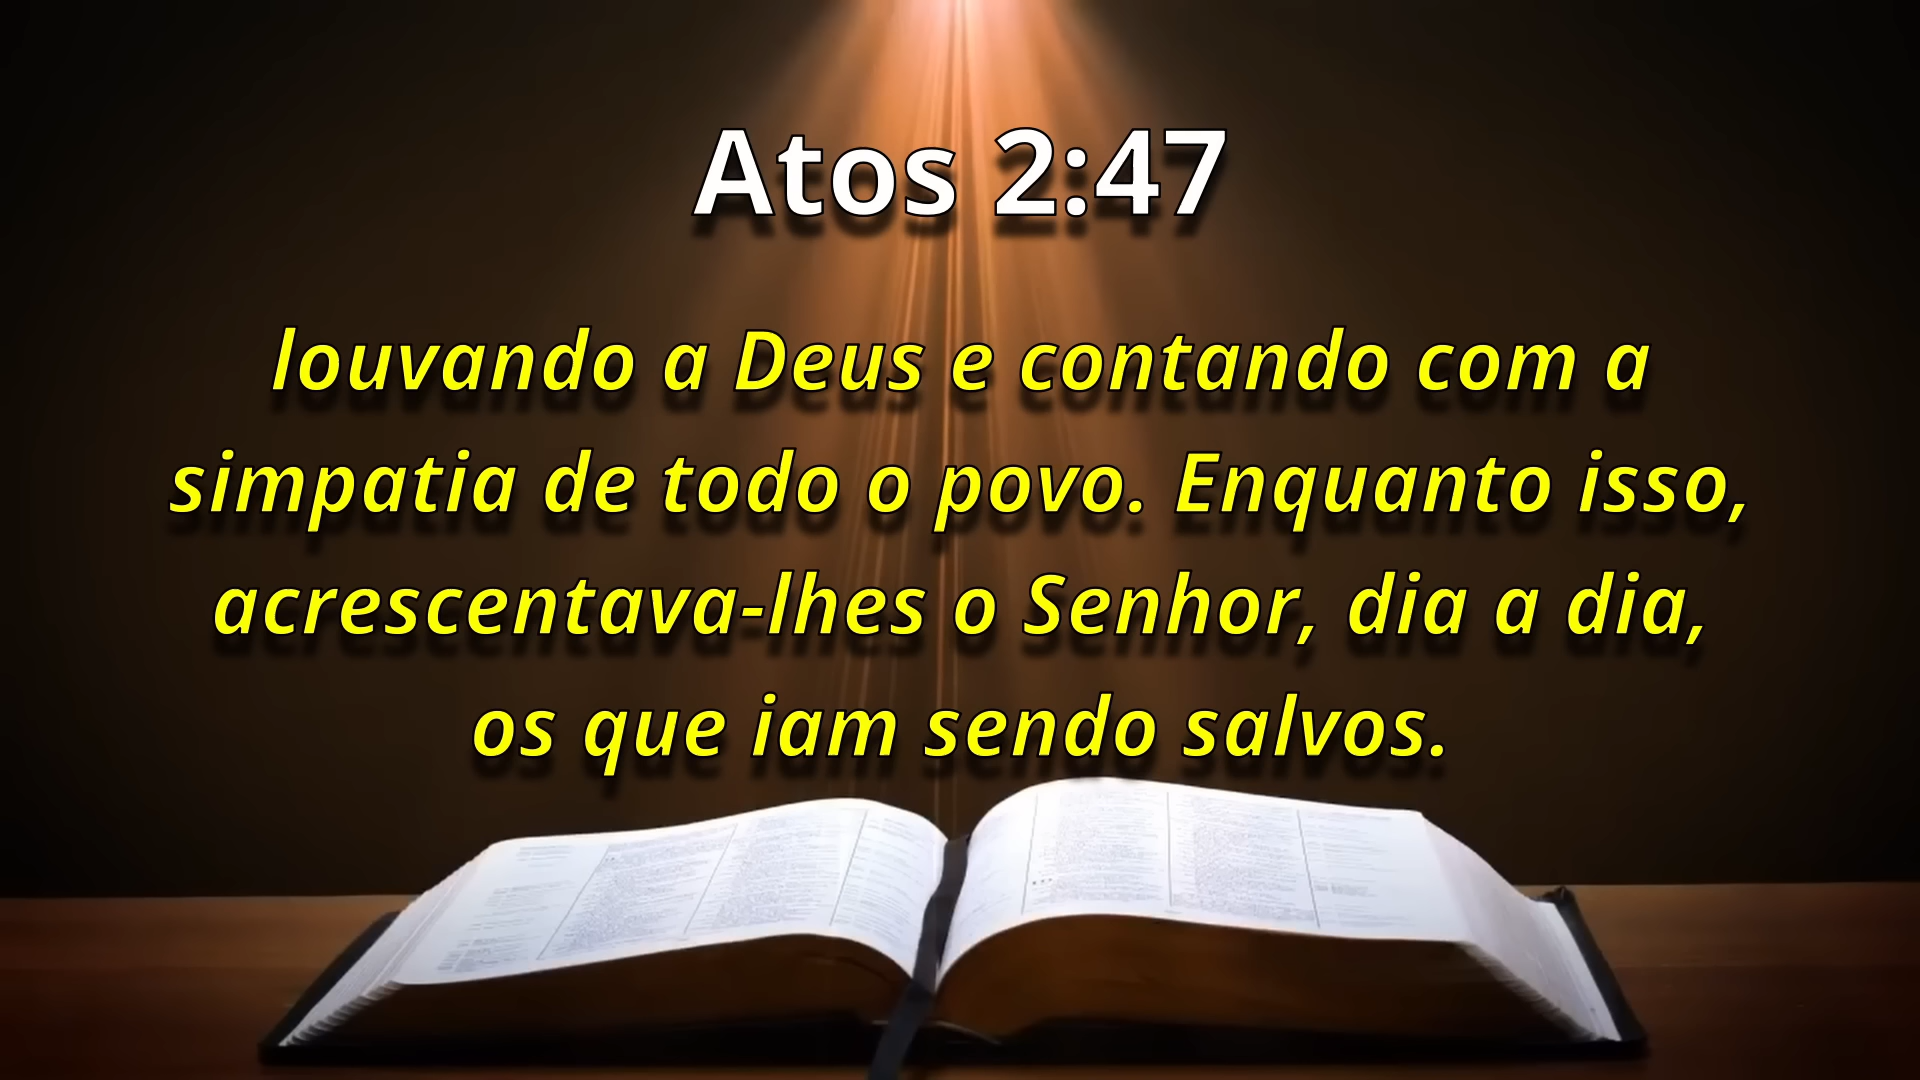 Atos 2:47
louvando a Deus e contando com a
simpatia de todo o povo. Enquanto isso,
acrescentava-lhes o Senhor, dia a dia,
os que iam sendo salvos.